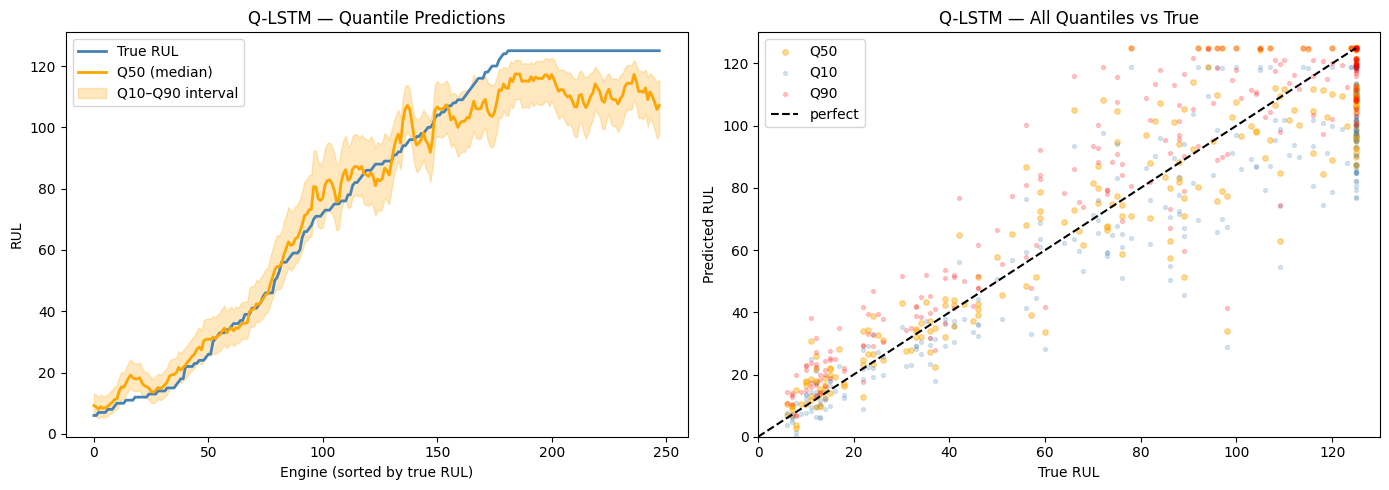 Q-LSTM — Quantile Predictions
True RUL
Q50 (median)
Q10–Q90 interval
RUL
120
100
80
60
40
20
0
0
50
100
150
200
250
Engine (sorted by true RUL)
Q-LSTM — All Quantiles vs True
Q50
Q10
Q90
perfect
Predicted RUL
120
100
80
60
40
20
0
0
20
40
60
80
100
120
True RUL